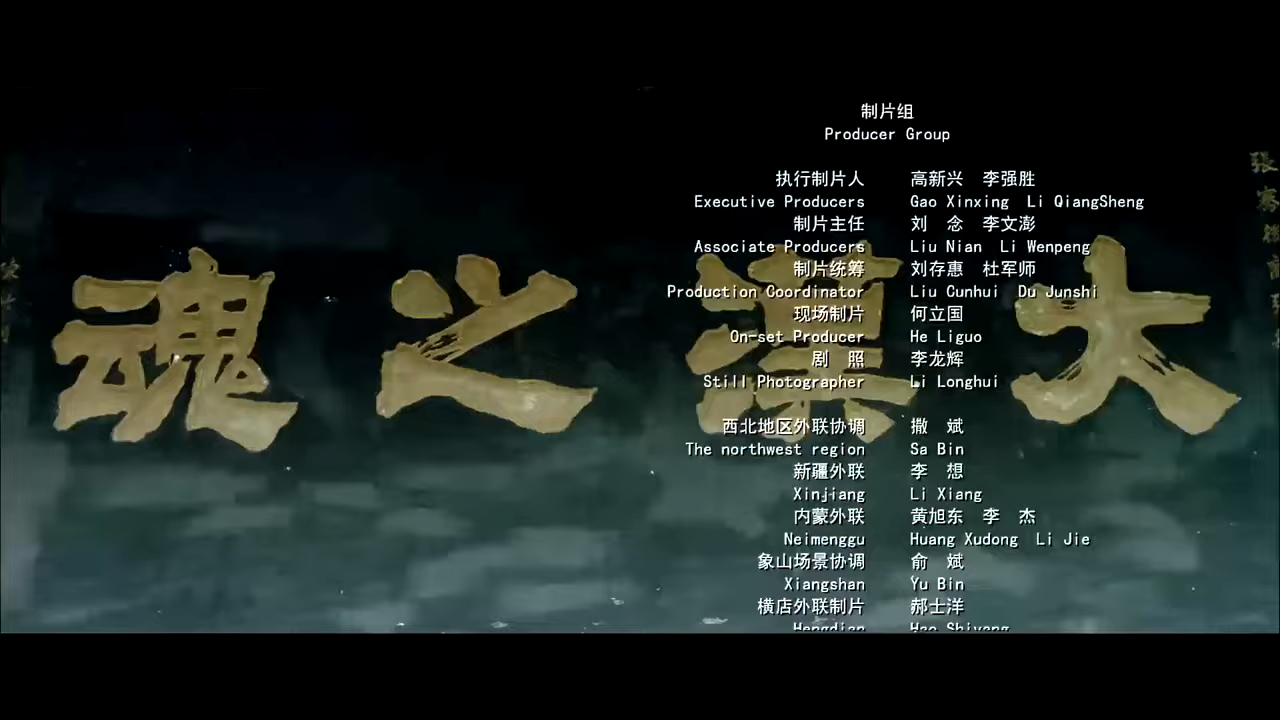 制片组
Producer Group
执行制片人 高新兴 李强胜
Executive Producers Gao Xinxing Li QiangSheng
制片主任 刘 念 李文澎
Associate Producers Liu Nian Li Wenpeng
制片统筹 刘存惠 杜军师
Production Coordinator Liu Cunhui Du Junshi
现场制片 何立国
On-set Producer He Liguo
剧 照 李龙辉
Still Photographer Li Longhui
西北地区外联协调 撒 斌
The northwest region Sa Bin
新疆外联 李 想
Xinjiang Li Xiang
内蒙外联 黄旭东 李 杰
Neimenggu Huang Xudong Li Jie
象山场景协调 俞 斌
Xiangshan Yu Bin
横店外联制片 郝士洋
Hengdian Hao Shiyang
大漠之魂